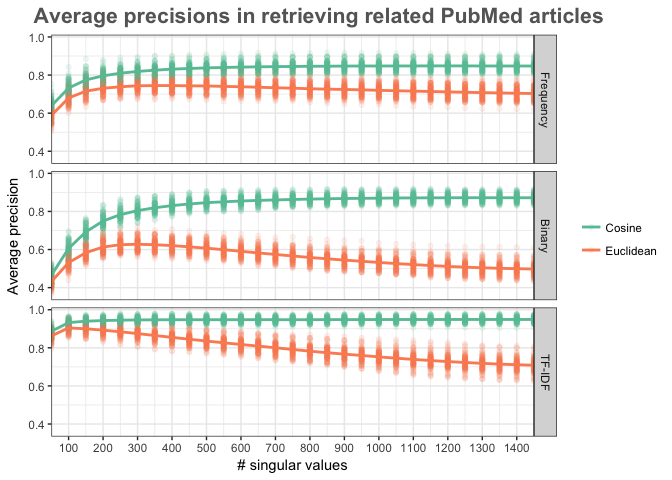 Average precisions in retrieving related PubMed articles
Average precision
1.0
0.8
0.6
0.4
Frequency
1.0
0.8
0.6
0.4
Binary
1.0
0.8
0.6
0.4
TF-IDF
100 200 300 400 500 600 700 800 900 1000 1100 1200 1300 1400
# singular values
Cosine
Euclidean